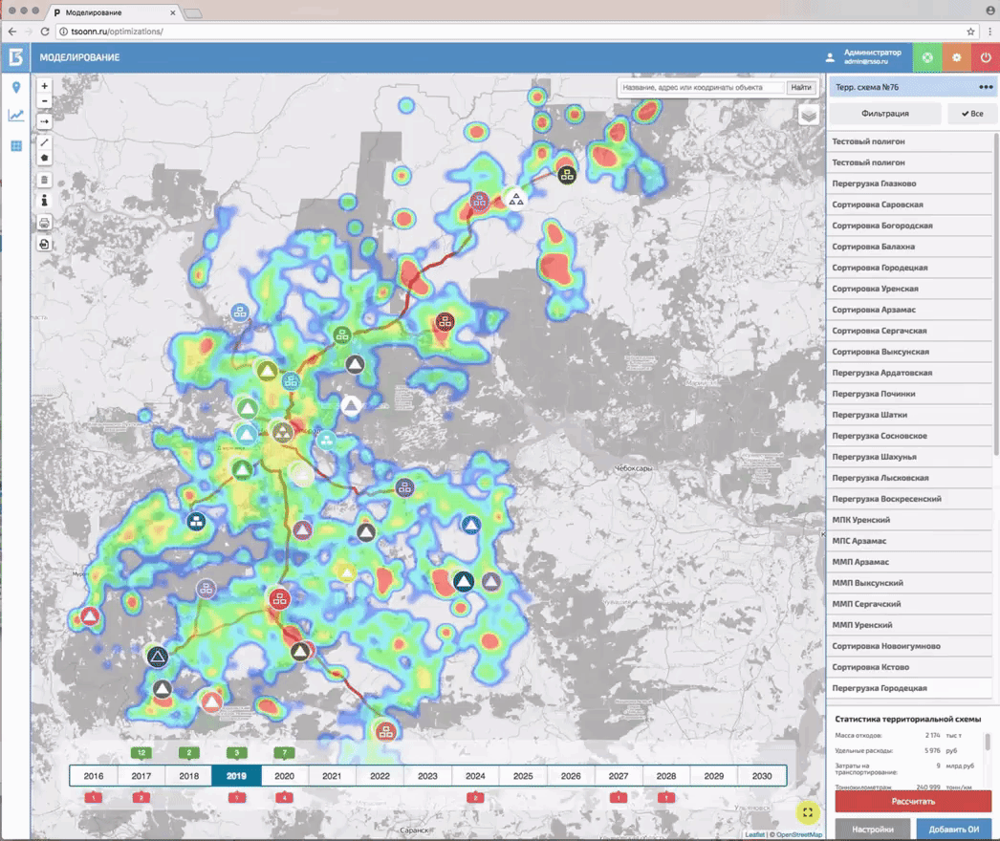 Моделирование
tsoonn.ru/optimizations/
МОДЕЛИРОВАНИЕ
Администратор
admin@rsso.ru
Название, адрес или координаты объекта
Найти
Терр. схема №76
Фильтрация
Все
Тестовый полигон
Тестовый полигон
Перегрузка Глазково
Сортировка Саровская
Сортировка Богородская
Сортировка Балахна
Сортировка Городецкая
Сортировка Уренская
Сортировка Арзамас
Сортировка Сергачская
Сортировка Выксунская
Перегрузка Ардатовская
Перегрузка Починки
Перегрузка Шатки
Перегрузка Сосновское
Перегрузка Шахунья
Перегрузка Лысковская
Перегрузка Воскресенский
МПК Уренский
МПС Арзамас
ММП Арзамас
ММП Выксунский
ММП Сергачский
ММП Уренский
Сортировка Новоигумново
Сортировка Кстово
Перегрузка Городецкая
Чебоксары
Муром
Саранск
Статистика территориальной схемы
Масса отходов: 2 174 тыс т
Удельные расходы: 5 976 руб
Затраты на
транспортирование: 9 млрд руб
Тоннокилометраж 240 999 тонн/км
12 2 3 7
2016 2017 2018 2019 2020 2021 2022 2023 2024 2025 2026 2027 2028 2029 2030
1 3 1 4 2 1 1
Рассчитать
Настройки
Добавить ОИ
Leaflet | © OpenStreetMap